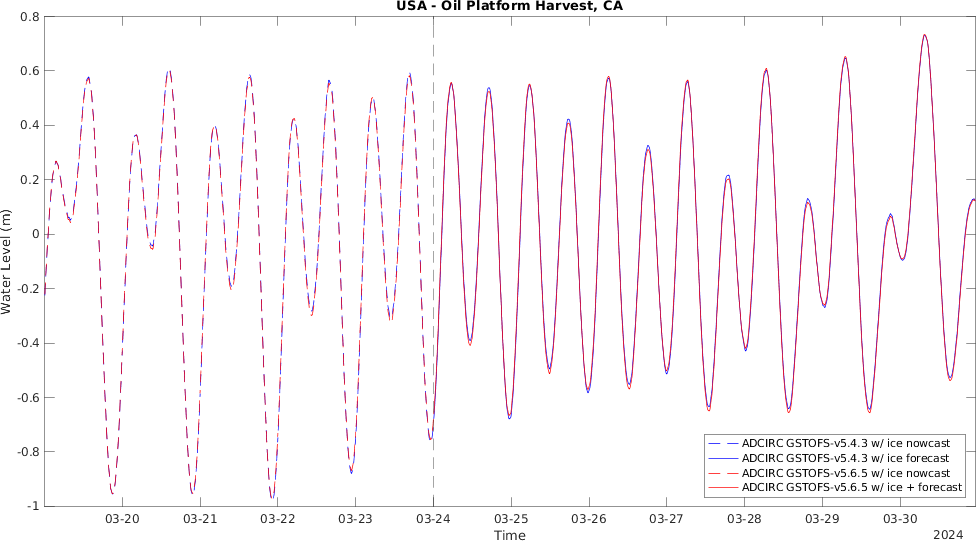 USA - Oil Platform Harvest, CA
Water Level (m)
0.8
0.6
0.4
0.2
0
-0.2
-0.4
-0.6
-0.8
-1
03-20 03-21 03-22 03-23 03-24 03-25 03-26 03-27 03-28 03-29 03-30
Time
2024
ADCIRC GSTOFS-v5.4.3 w/ ice nowcast
ADCIRC GSTOFS-v5.4.3 w/ ice forecast
ADCIRC GSTOFS-v5.6.5 w/ ice nowcast
ADCIRC GSTOFS-v5.6.5 w/ ice + forecast